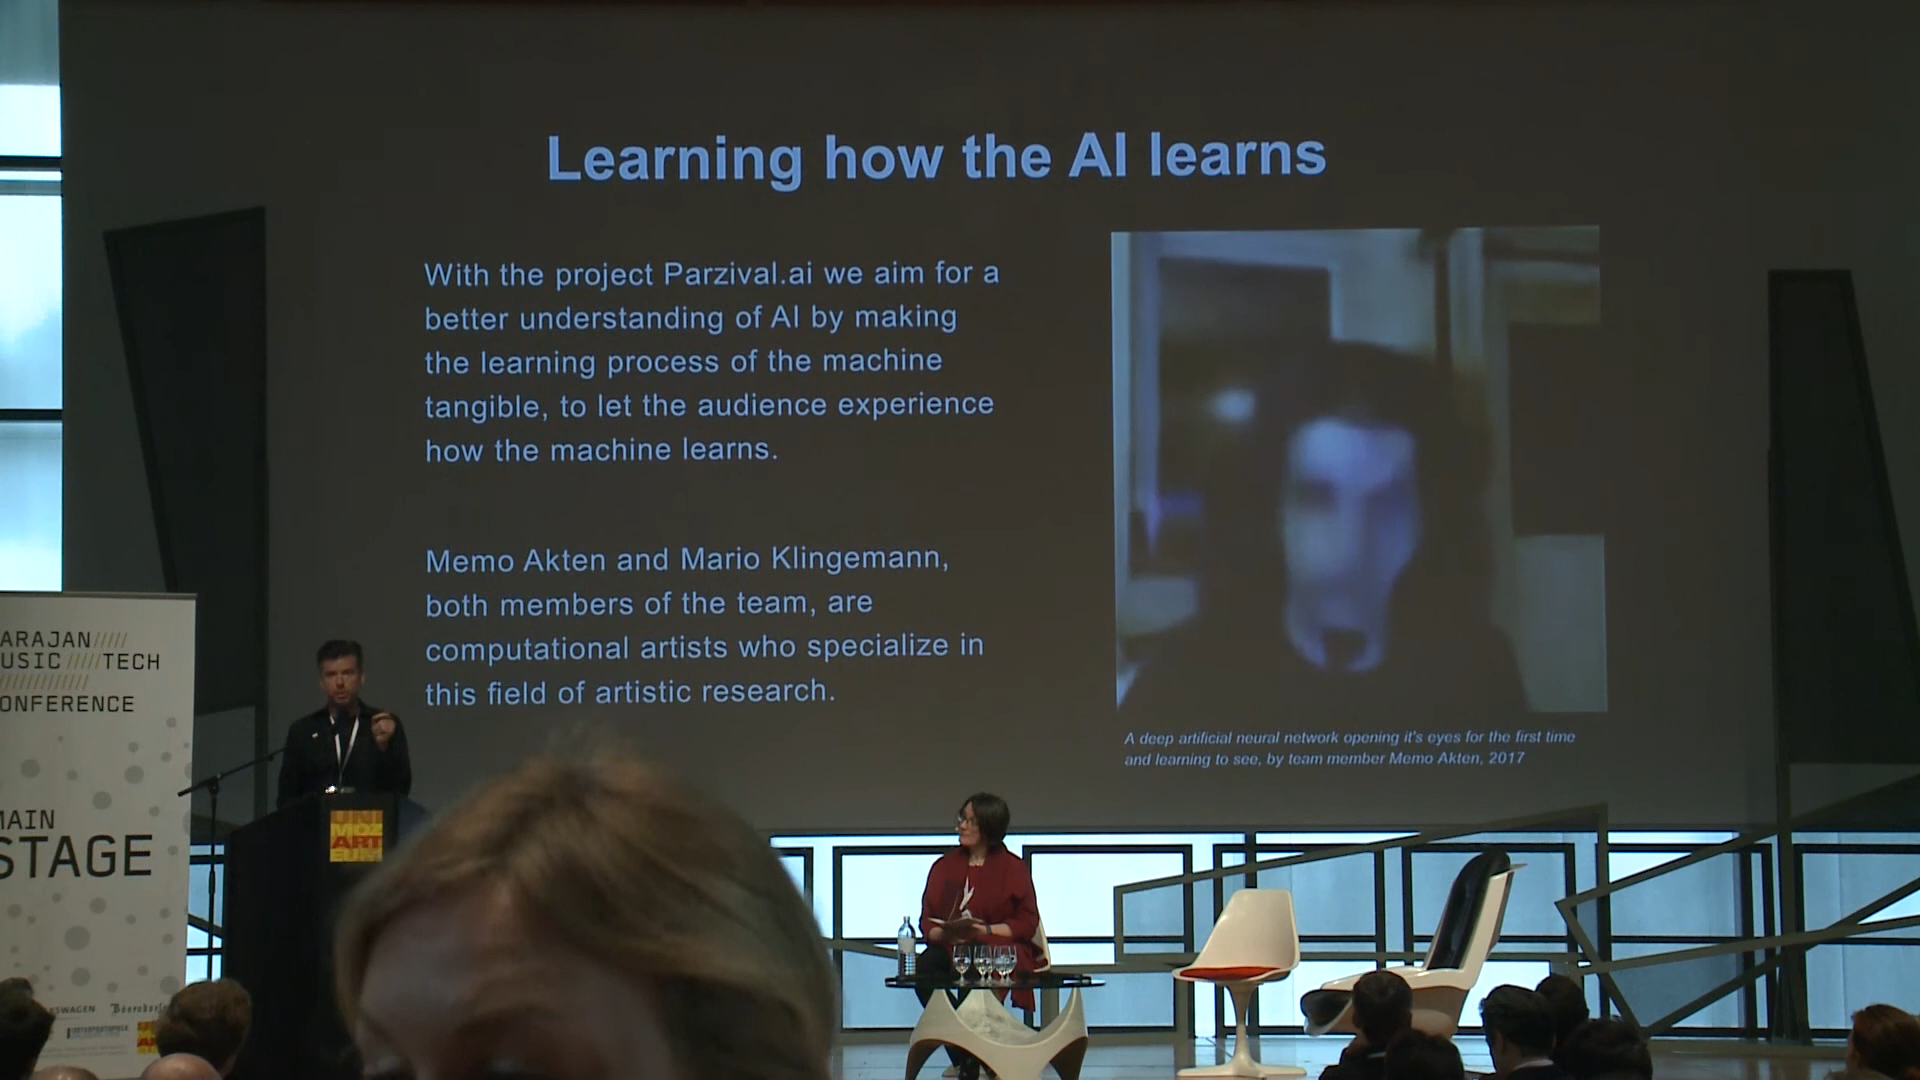 Learning how the AI learns
With the project Parzival.ai we aim for a
better understanding of AI by making
the learning process of the machine
tangible, to let the audience experience
how the machine learns.
Memo Akten and Mario Klingemann,
both members of the team, are
computational artists who specialize in
this field of artistic research.
A deep artificial neural network opening it's eyes for the first time
and learning to see, by team member Memo Akten, 2017
ARAJAN/////
USIC/////TECH
ONFERENCE
MAIN
STAGE
UNI
MOZ
ART
EUM